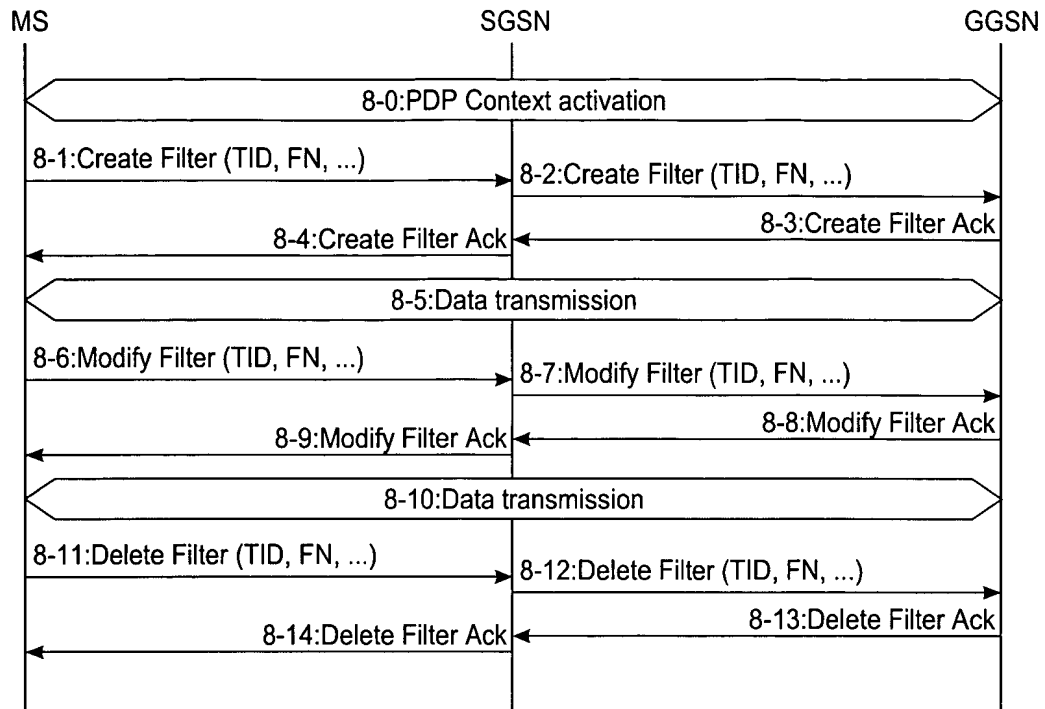 MS SGSN GGSN
8-0:PDP Context activation
8-1:Create Filter (TID, FN, ...)
8-2:Create Filter (TID, FN, ...)
8-3:Create Filter Ack
8-4:Create Filter Ack
8-5:Data transmission
8-6:Modify Filter (TID, FN, ...)
8-7:Modify Filter (TID, FN, ...)
8-8:Modify Filter Ack
8-9:Modify Filter Ack
8-10:Data transmission
8-11:Delete Filter (TID, FN, ...)
8-12:Delete Filter (TID, FN, ...)
8-13:Delete Filter Ack
8-14:Delete Filter Ack